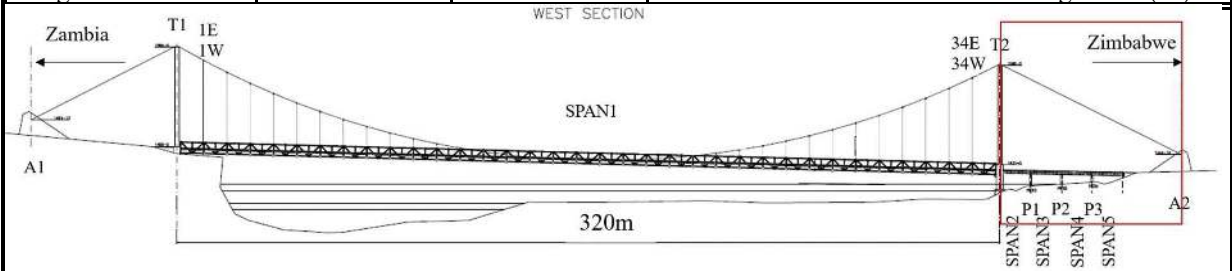 WEST SECTION
Zambia
T1
1E
1W
SPAN1
34E
34W
T2
Zimbabwe
A1
320m
P1
P2
P3
A2
SPAN2
SPAN3
SPAN4
SPAN5